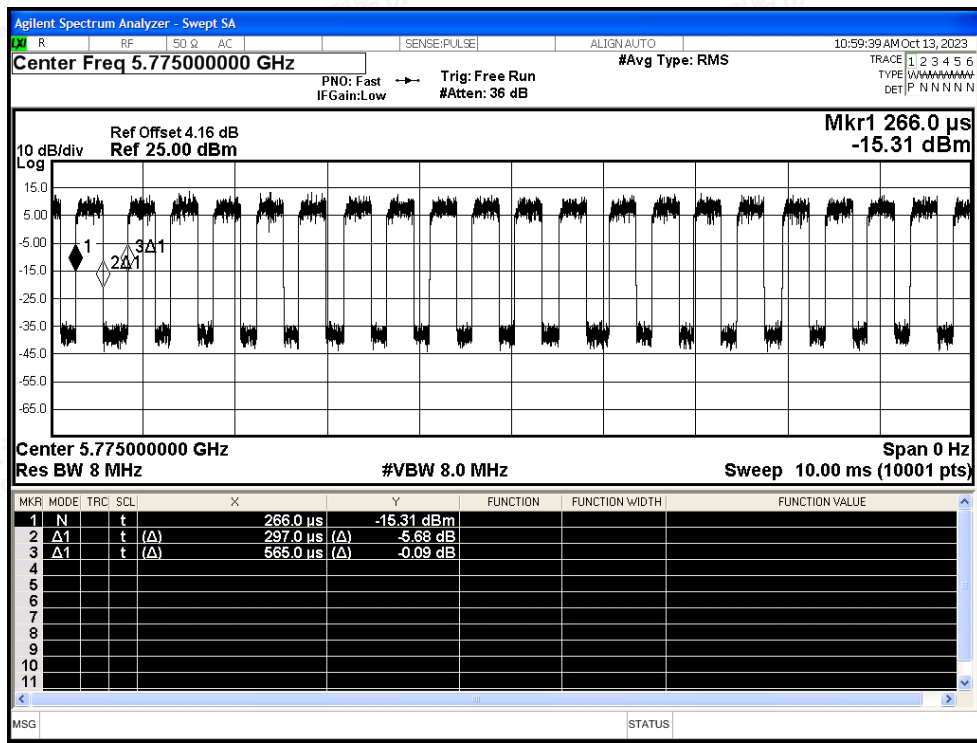 Agilent Spectrum Analyzer - Swept SA
LXI R RF 50 Ω AC SENSE:PULSE ALIGN AUTO 10:59:39 AM Oct 13, 2023
Center Freq 5.775000000 GHz #Avg Type: RMS TRACE 1 2 3 4 5 6
PNO: Fast Trig: Free Run TYPE WWWWWW
IFGain:Low #Atten: 36 dB DET P N N N N N
Mkr1 266.0 µs
Ref Offset 4.16 dB
10 dB/div Ref 25.00 dBm -15.31 dBm
Log
15.0
5.00
-5.00
1
3Δ1
2Δ1
-15.0
-25.0
-35.0
-45.0
-55.0
-65.0
Center 5.775000000 GHz Span 0 Hz
Res BW 8 MHz #VBW 8.0 MHz Sweep 10.00 ms (10001 pts)
MKR MODE TRC SCL X Y FUNCTION FUNCTION WIDTH FUNCTION VALUE
1 N t 266.0 µs -15.31 dBm
2 Δ1 t (Δ) 297.0 µs (Δ) -5.68 dB
3 Δ1 t (Δ) 565.0 µs (Δ) -0.09 dB
4
5
6
7
8
9
10
11
MSG STATUS